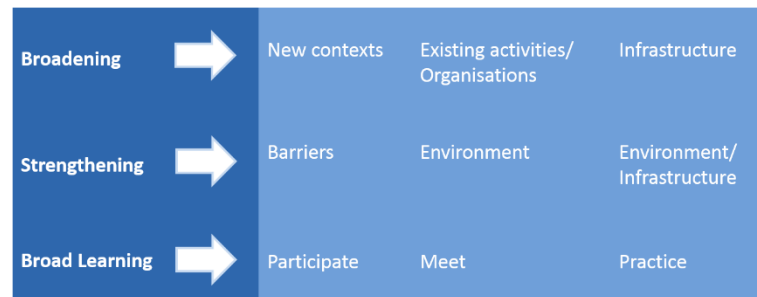 Broadening
New contexts
Existing activities/
Organisations
Infrastructure
Strengthening
Barriers
Environment
Environment/
Infrastructure
Broad Learning
Participate
Meet
Practice